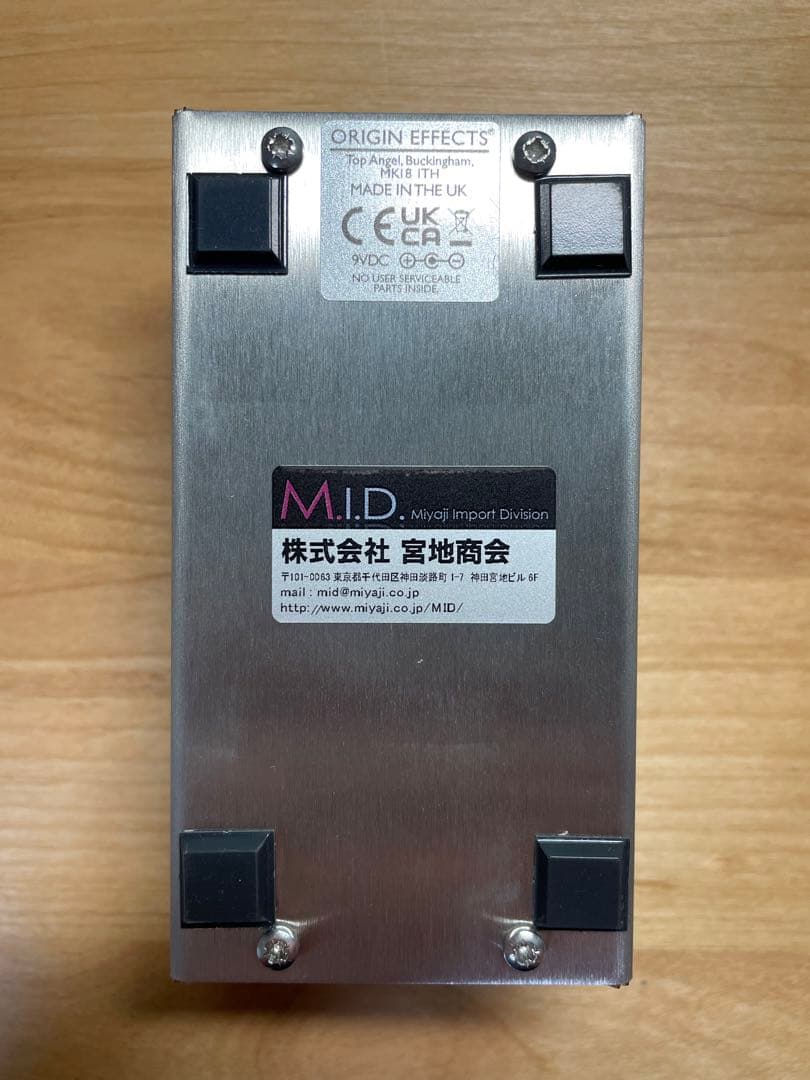 ORIGIN EFFECTS®
Top Angel, Buckingham,
MK18 1TH
MADE IN THE UK
CE UK CA
9VDC
NO USER SERVICEABLE
PARTS INSIDE.
M.I.D. Miyaji Import Division
株式会社 宮地商会
〒101-0063 東京都千代田区神田淡路町 1-7 神田宮地ビル 6F
mail : mid@miyaji.co.jp
http://www.miyaji.co.jp/MID/